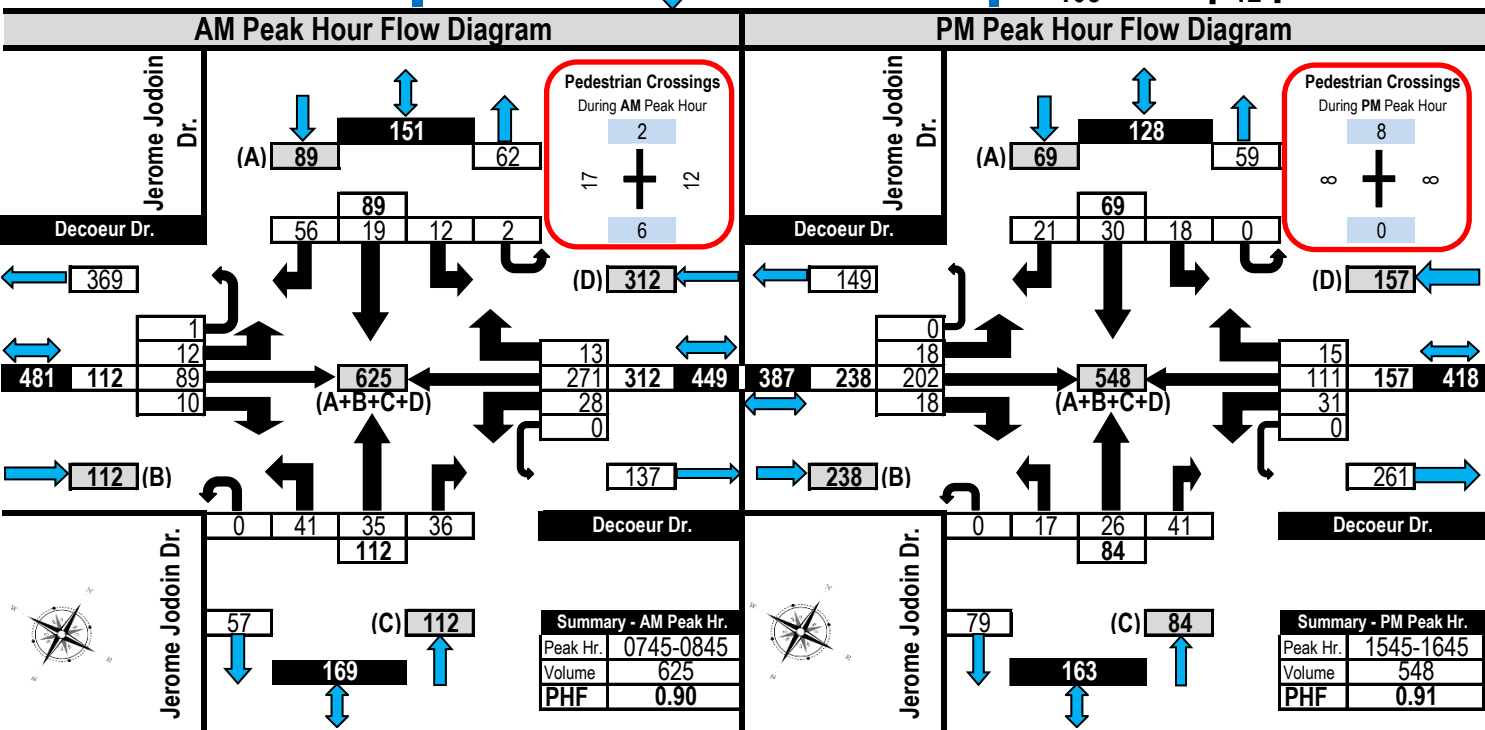 AM Peak Hour Flow Diagram
Jerome Jodoin
Dr.
Decoeur Dr.
(A) 89
151
62
Pedestrian Crossings
During AM Peak Hour
2
17
12
6
89
56 19 12 2
369
(D) 312
1
12
481 112 89
10
625
(A+B+C+D)
13
271 312 449
28
0
112 (B)
137
0 41 35 36
112
Decoeur Dr.
Jerome Jodoin Dr.
57
(C) 112
169
Summary - AM Peak Hr.
Peak Hr. 0745-0845
Volume 625
PHF 0.90
PM Peak Hour Flow Diagram
Jerome Jodoin
Dr.
Decoeur Dr.
(A) 69
128
59
Pedestrian Crossings
During PM Peak Hour
8
8
8
0
69
21 30 18 0
149
(D) 157
0
18
387 238 202
18
548
(A+B+C+D)
15
111 157 418
31
0
238 (B)
261
0 17 26 41
84
Decoeur Dr.
Jerome Jodoin Dr.
79
(C) 84
163
Summary - PM Peak Hr.
Peak Hr. 1545-1645
Volume 548
PHF 0.91